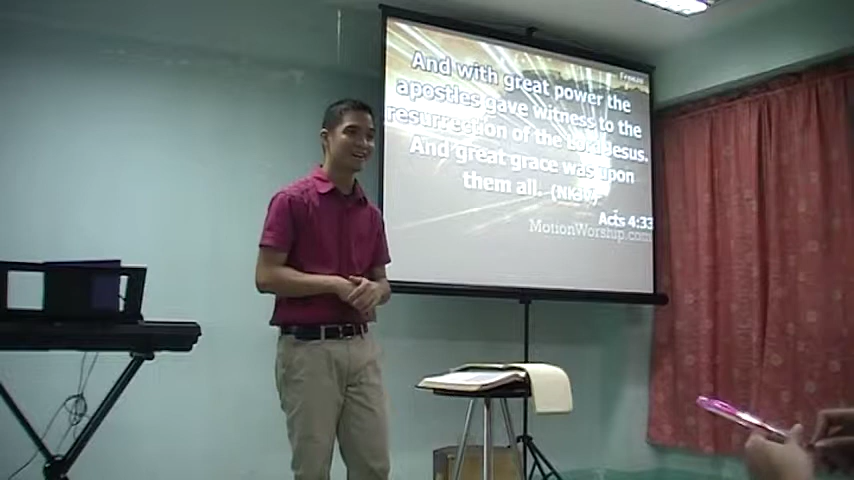 Freeze
And with great power the
apostles gave witness to the
resurrection of the Lord Jesus.
And great grace was upon
them all. (NKJV)
Acts 4:33
MotionWorship.com